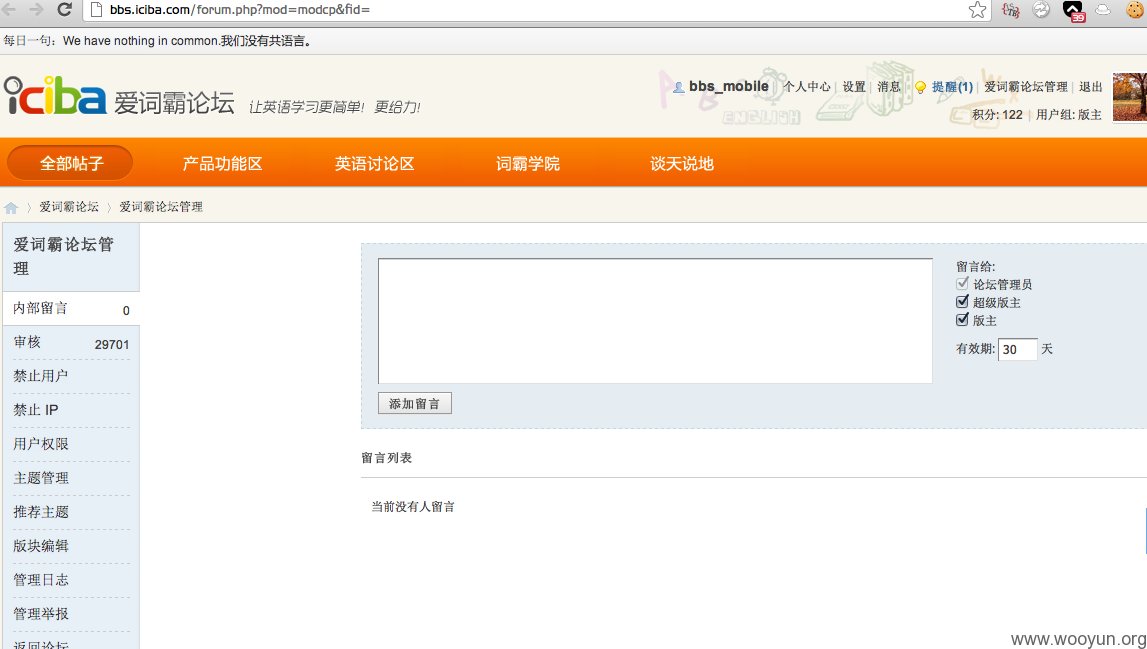 bbs.iciba.com/forum.php?mod=modcp&fid=
39
每日一句：We have nothing in common.我们没有共语言。
iciba 爱词霸论坛 让英语学习更简单！更给力！
bbs_mobile | 个人中心 | 设置 | 消息 | 提醒(1) | 爱词霸论坛管理 | 退出
积分: 122 | 用户组: 版主
ENGLISH
全部帖子 产品功能区 英语讨论区 词霸学院 谈天说地
爱词霸论坛 爱词霸论坛管理
爱词霸论坛管
理
内部留言 0
审核 29701
禁止用户
禁止 IP
用户权限
主题管理
推荐主题
版块编辑
管理日志
管理举报
返回论坛
留言给:
论坛管理员
超级版主
版主
有效期: 30 天
添加留言
留言列表
当前没有人留言
www.wooyun.org